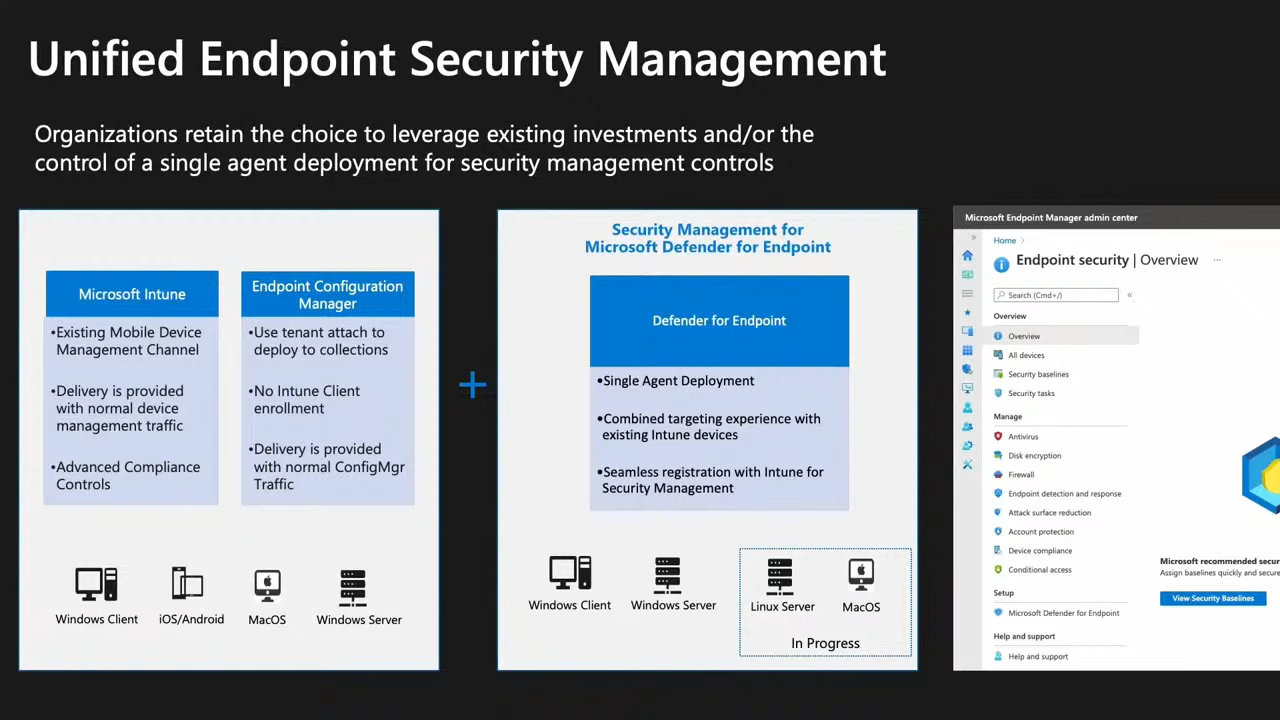 Unified Endpoint Security Management
Organizations retain the choice to leverage existing investments and/or the
control of a single agent deployment for security management controls
Microsoft Intune
•Existing Mobile Device
Management Channel
•Delivery is provided
with normal device
management traffic
•Advanced Compliance
Controls
Endpoint Configuration
Manager
•Use tenant attach to
deploy to collections
•No Intune Client
enrollment
•Delivery is provided
with normal ConfigMgr
Traffic
Windows Client
iOS/Android
MacOS
Windows Server
+
Security Management for
Microsoft Defender for Endpoint
Defender for Endpoint
•Single Agent Deployment
•Combined targeting experience with
existing Intune devices
•Seamless registration with Intune for
Security Management
Windows Client
Windows Server
Linux Server
MacOS
In Progress
Microsoft Endpoint Manager admin center
Home >
Endpoint security | Overview ...
Search (Cmd+/)
«
Overview
Overview
All devices
Security baselines
Security tasks
Manage
Antivirus
Disk encryption
Firewall
Endpoint detection and response
Attack surface reduction
Account protection
Device compliance
Conditional access
Setup
Microsoft Defender for Endpoint
Help and support
Help and support
Microsoft recommended secur
Assign baselines quickly and secure
View Security Baselines